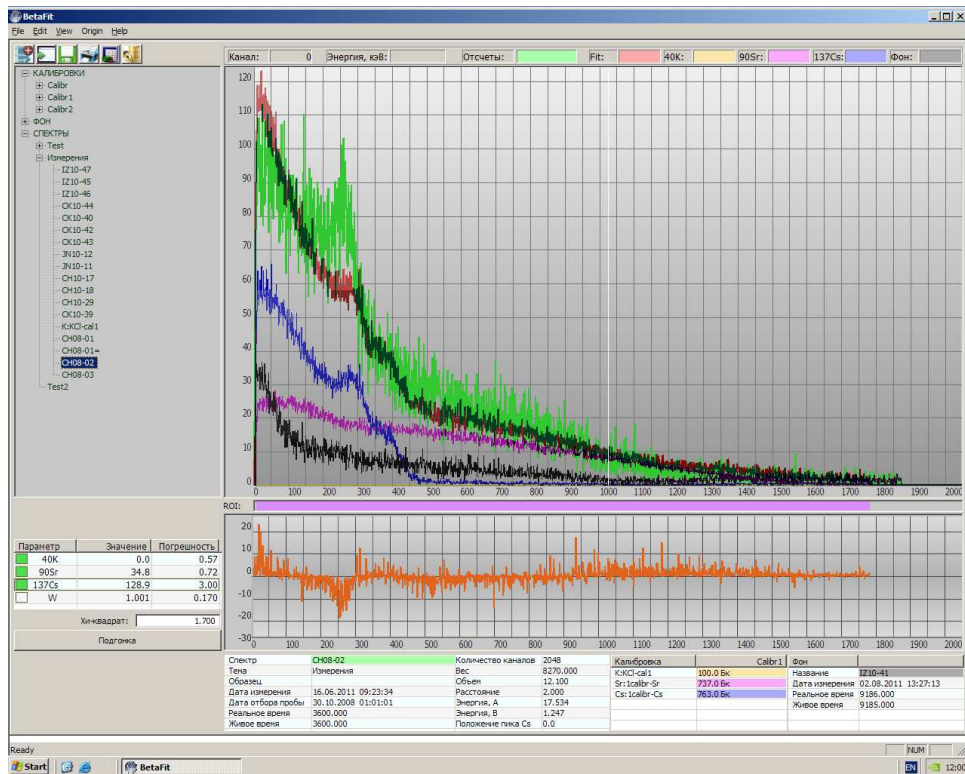 BetaFit
File Edit View Origin Help
Канал: 0 Энергия, кэВ: Отсчеты: Fit: 40K: 90Sr: 137Cs: Фон:
КАЛИБРОВКИ
Calibr
Calibr1
Calibr2
ФОН
СПЕКТРЫ
Test
Измерения
IZ10-47
IZ10-45
IZ10-46
CK10-44
CK10-40
CK10-42
CK10-43
JN10-12
JN10-11
CH10-17
CH10-18
CH10-29
CK10-39
K:KCl-cal1
CH08-01
CH08-01=
CH08-02
CH08-03
Test2
120
110
100
90
80
70
60
50
40
30
20
10
0
0 100 200 300 400 500 600 700 800 900 1000 1100 1200 1300 1400 1500 1600 1700 1800 1900 2000
ROI:
20
10
0
-10
-20
-30
0 100 200 300 400 500 600 700 800 900 1000 1100 1200 1300 1400 1500 1600 1700 1800 1900 2000
Параметр Значение Погрешность
40K 0.0 0.57
90Sr 34.8 0.72
137Cs 128.9 3.00
W 1.001 0.170
Хи-квадрат: 1.700
Подгонка
Спектр CH08-02 Количество каналов 2048
Тема Измерения Вес 8270.000
Образец Объем 12.100
Дата измерения 16.06.2011 09:23:34 Расстояние 2.000
Дата отбора пробы 30.10.2008 01:01:01 Энергия, A 17.534
Реальное время 3600.000 Энергия, B 1.247
Живое время 3600.000 Положение пика Cs 0.0
Калибровка Calibr1
K:KCl-cal1 100.0 Бк
Sr:1calibr-Sr 737.0 Бк
Cs:1calibr-Cs 763.0 Бк
Фон
Название IZ10-41
Дата измерения 02.08.2011 13:27:13
Реальное время 9186.000
Живое время 9185.000
Ready NUM
Start BetaFit EN 12:00